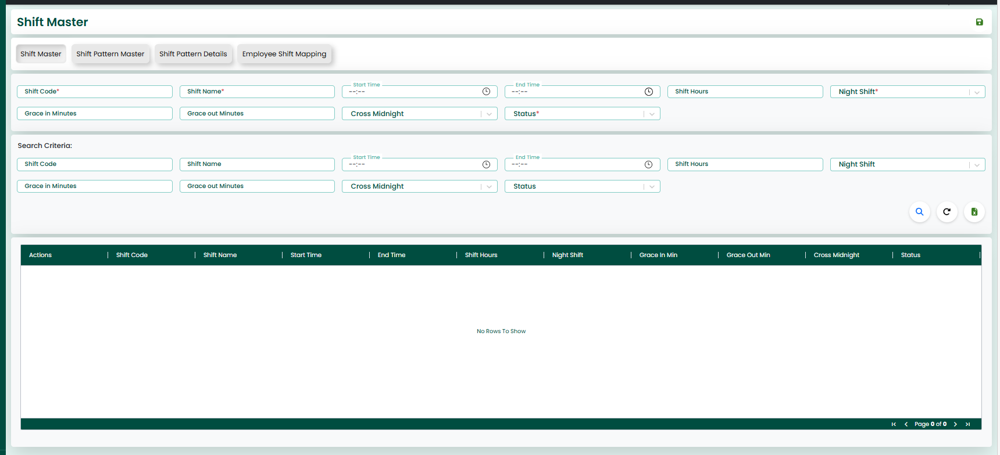 Shift Master
Shift Master Shift Pattern Master Shift Pattern Details Employee Shift Mapping
Start Time End Time
Shift Code* Shift Name* --:-- --:-- Shift Hours Night Shift*
Grace in Minutes Grace out Minutes Cross Midnight Status*
Search Criteria:
Start Time End Time
Shift Code Shift Name --:-- --:-- Shift Hours Night Shift
Grace in Minutes Grace out Minutes Cross Midnight Status
Actions Shift Code Shift Name Start Time End Time Shift Hours Night Shift Grace In Min Grace Out Min Cross Midnight Status
No Rows To Show
Page 0 of 0